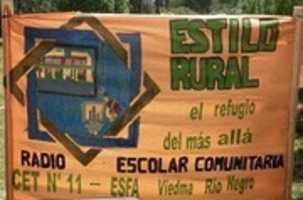 ESTILO
RURAL
el refugio
del más allá
RADIO ESCOLAR COMUNITARIA
CET N° 11 - ESFA Viedma Río Negro